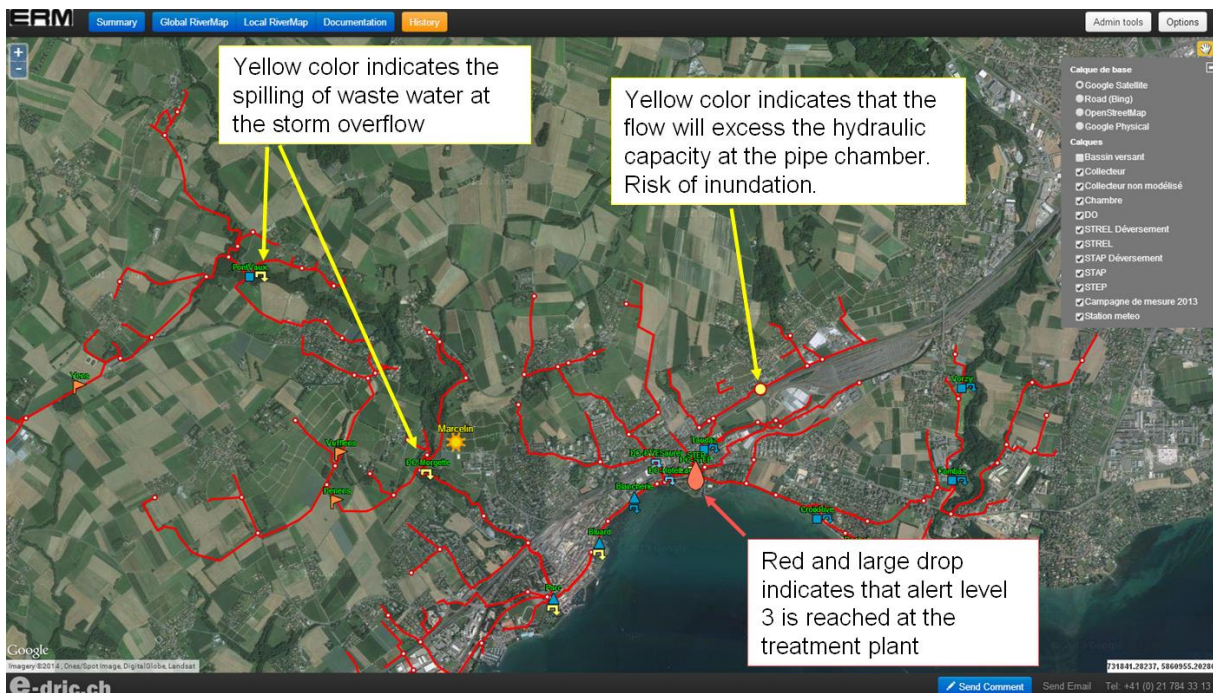 ERM
Summary
Global RiverMap
Local RiverMap
Documentation
History
Admin tools
Options
+
-
Yellow color indicates the
spilling of waste water at
the storm overflow
Yellow color indicates that the
flow will excess the hydraulic
capacity at the pipe chamber.
Risk of inundation.
Calque de base
Google Satellite
Road (Bing)
OpenStreetMap
Google Physical
Calques
Bassin versant
Collecteur
Collecteur non modélisé
Chambre
DO
STREL Déversement
STREL
STAP Déversement
STAP
STEP
Campagne de mesure 2013
Station meteo
PontVaux
Yens
Vufflens
Marcelin
DO-Morgette
Bluard
Parc
Red and large drop
indicates that alert level
3 is reached at the
treatment plant
Google
Imagery ©2014 , Cnes/Spot Image, DigitalGlobe, Landsat
731841.28237, 5860955.20280
e-dric.ch
Send Comment
Send Email
Tel: +41 (0) 21 784 33 13